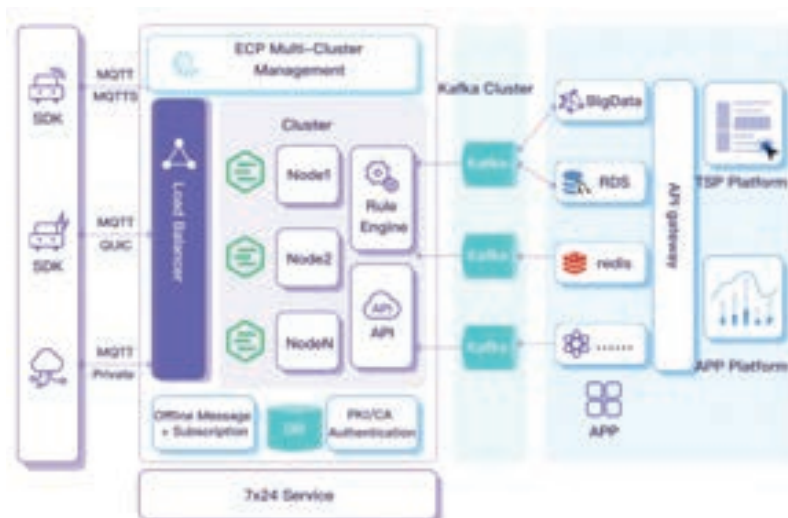 ECP Multi-Cluster
Management
MQTT
MQTTS
SDK
Kafka Cluster
BigData
Cluster
Load Balancer
Node1
Rule
Engine
Kafka
RDS
API gateway
TSP Platform
MQTT
QUIC
SDK
Node2
Kafka
redis
API
API
NodeN
Kafka
......
MQTT
Private
APP Platform
Offline Message
+ Subscription
PKI/CA
Authentication
APP
7x24 Service